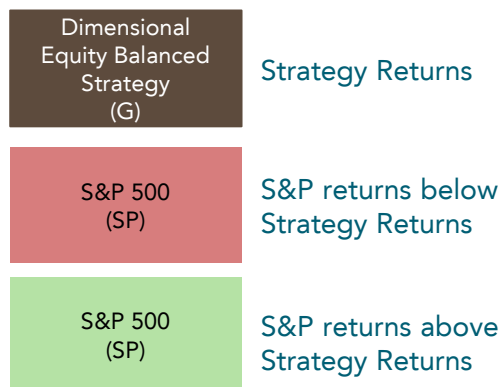 Dimensional
Equity Balanced
Strategy
(G)
Strategy Returns
S&P 500
(SP)
S&P returns below
Strategy Returns
S&P 500
(SP)
S&P returns above
Strategy Returns